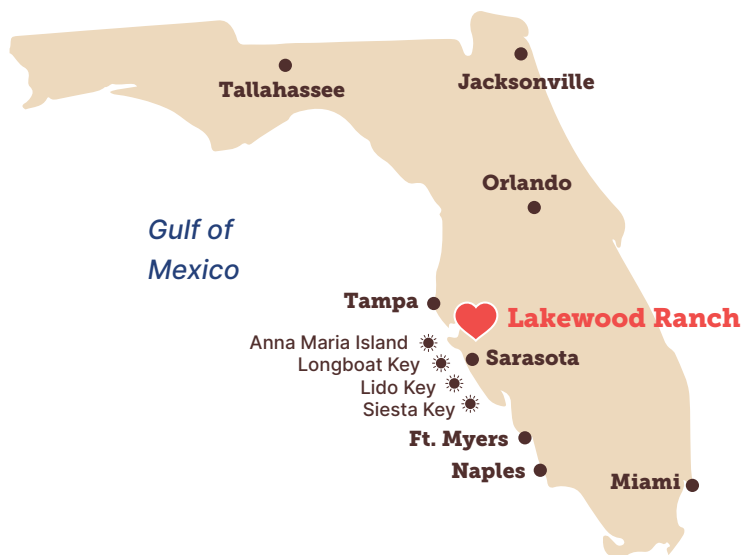 Tallahassee
Jacksonville
Orlando
Gulf of
Mexico
Tampa
Lakewood Ranch
Anna Maria Island
Longboat Key
Sarasota
Lido Key
Siesta Key
Ft. Myers
Naples
Miami